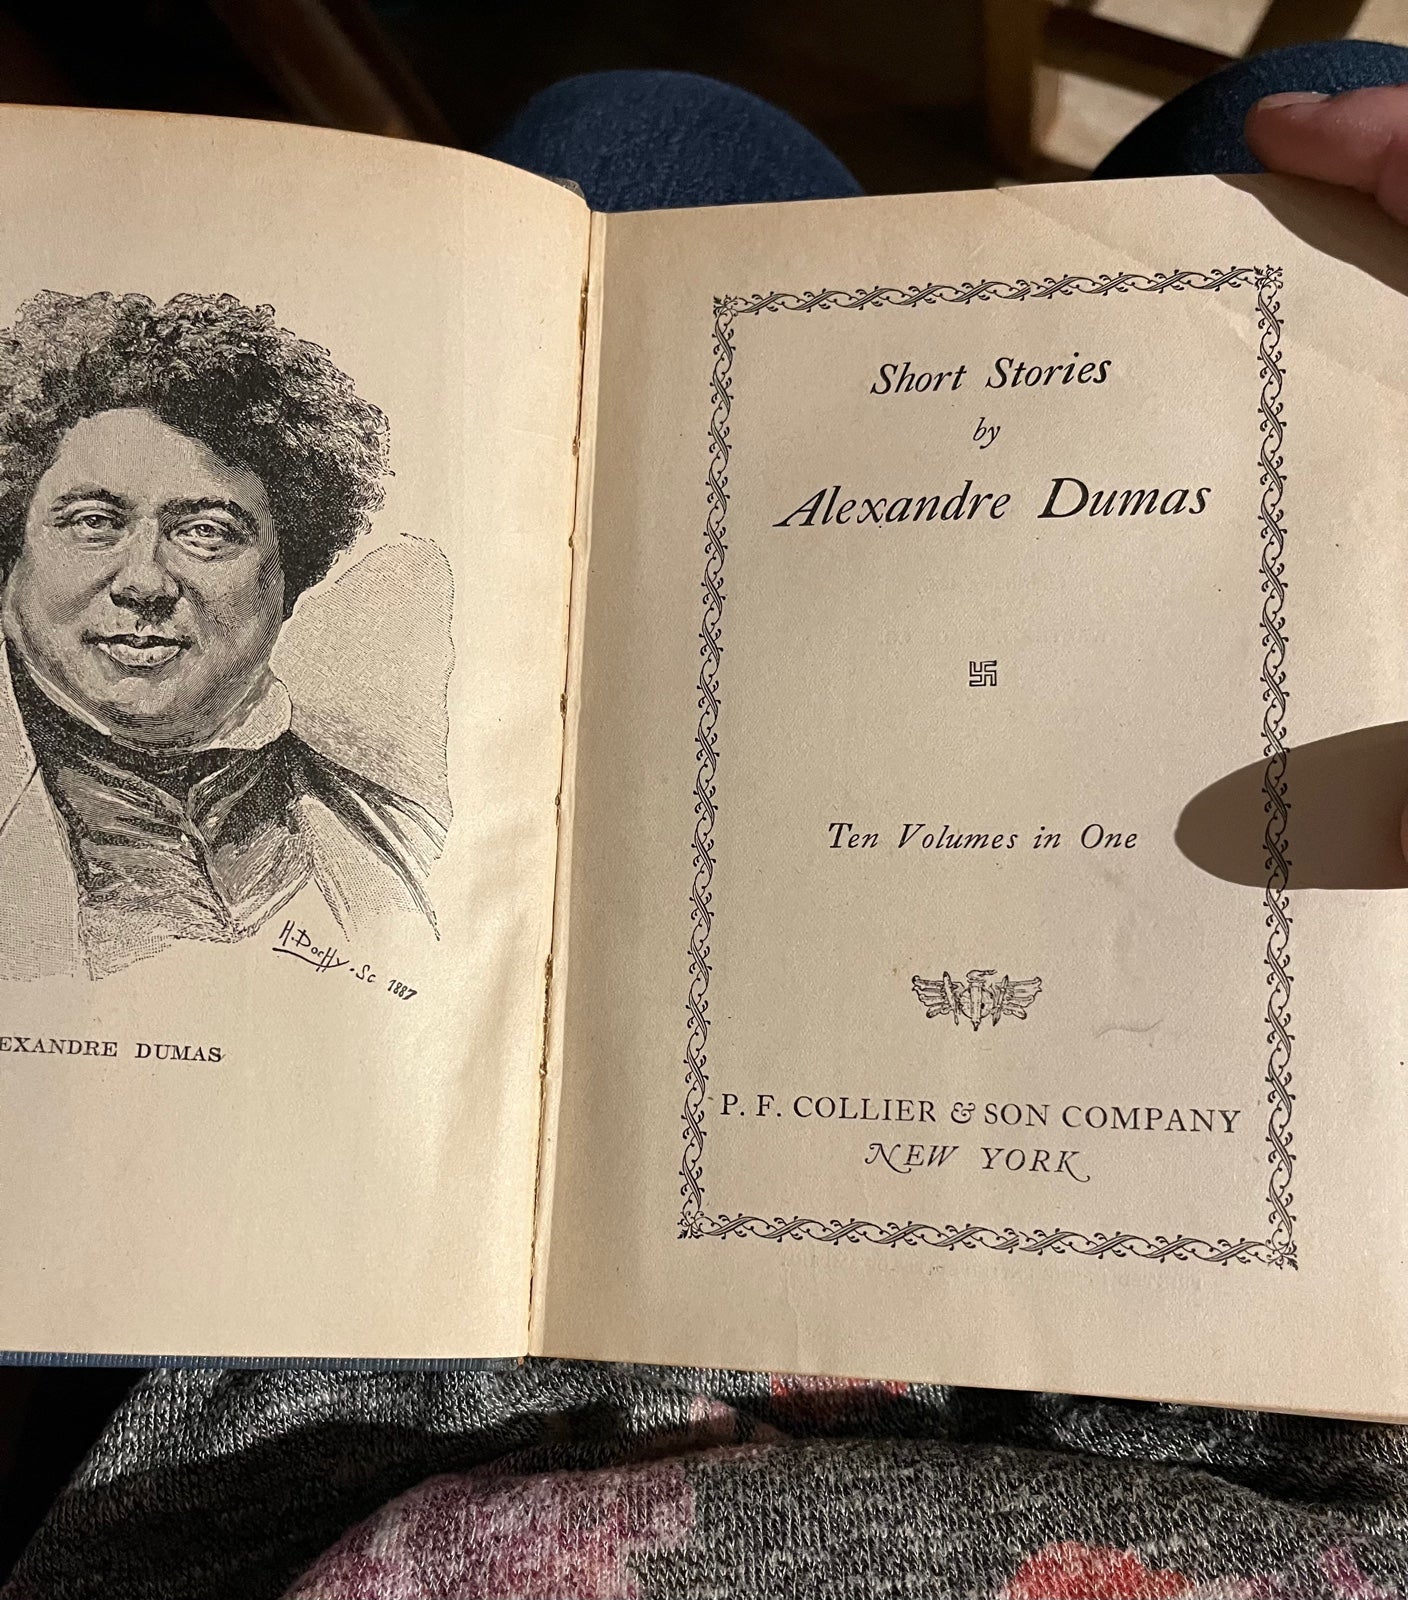 H. Dochy. Sc 1887
EXANDRE DUMAS
Short Stories
by
Alexandre Dumas
Ten Volumes in One
P. F. COLLIER & SON COMPANY
NEW YORK